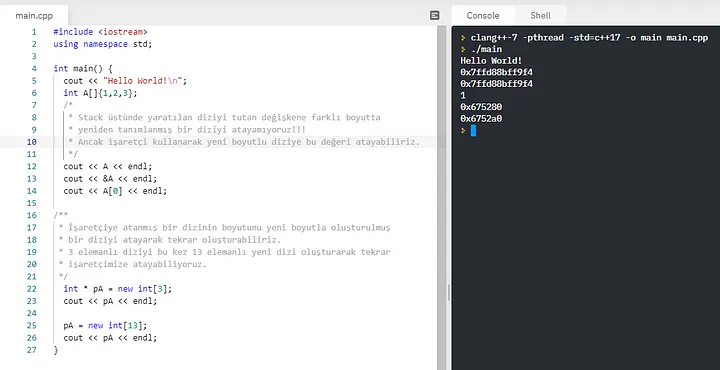 main.cpp
1 #include <iostream>
2 using namespace std;
3
4 int main() {
5 cout << "Hello World!\n";
6 int A[]{1,2,3};
7 /*
8 * Stack üstünde yaratılan diziyi tutan değişkene farklı boyutta
9 * yeniden tanımlanmış bir diziyi atayamıyoruz!!!
10 * Ancak işaretçi kullanarak yeni boyutlu diziye bu değeri atayabiliriz.
11 */
12 cout << A << endl;
13 cout << &A << endl;
14 cout << A[0] << endl;
15
16 /**
17 * İşaretçiye atanmış bir dizinin boyutunu yeni boyutla oluşturulmuş
18 * bir diziyi atayarak tekrar oluşturabiliriz.
19 * 3 elemanlı diziyi bu kez 13 elemanlı yeni dizi oluşturarak tekrar
20 * işaretçimize atayabiliyoruz.
21 */
22 int * pA = new int[3];
23 cout << pA << endl;
24
25 pA = new int[13];
26 cout << pA << endl;
27 }
Console Shell
> clang++-7 -pthread -std=c++17 -o main main.cpp
> ./main
Hello World!
0x7ffd88bff9f4
0x7ffd88bff9f4
1
0x675280
0x6752a0
>